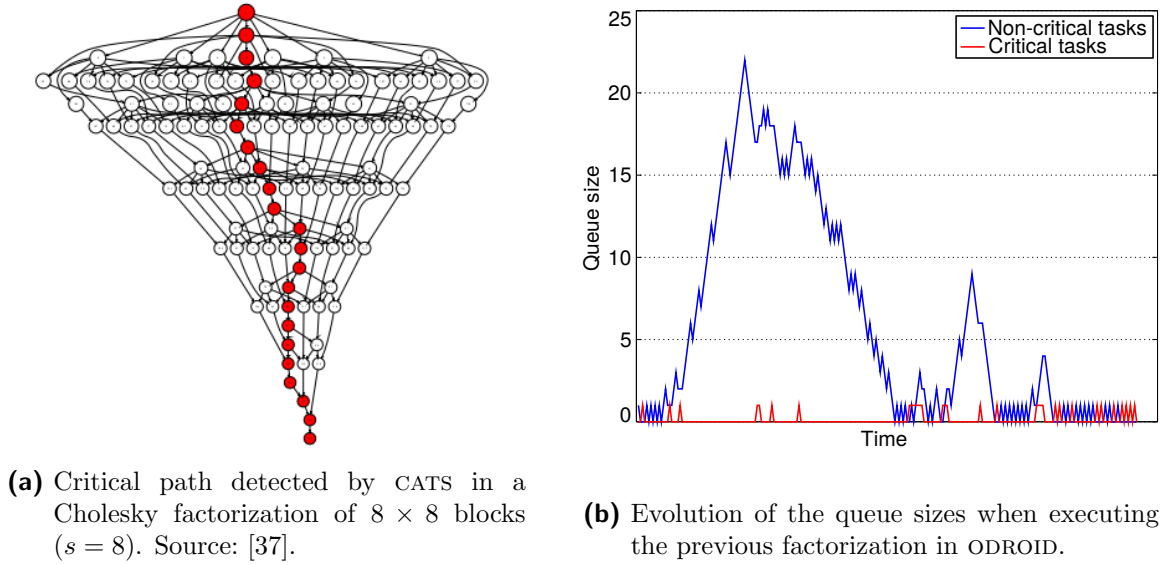 25
20
15
10
5
0
Queue size
Time
Non-critical tasks
Critical tasks
(a) Critical path detected by CATS in a
Cholesky factorization of 8 × 8 blocks
(s = 8). Source: [37].
(b) Evolution of the queue sizes when executing
the previous factorization in ODROID.